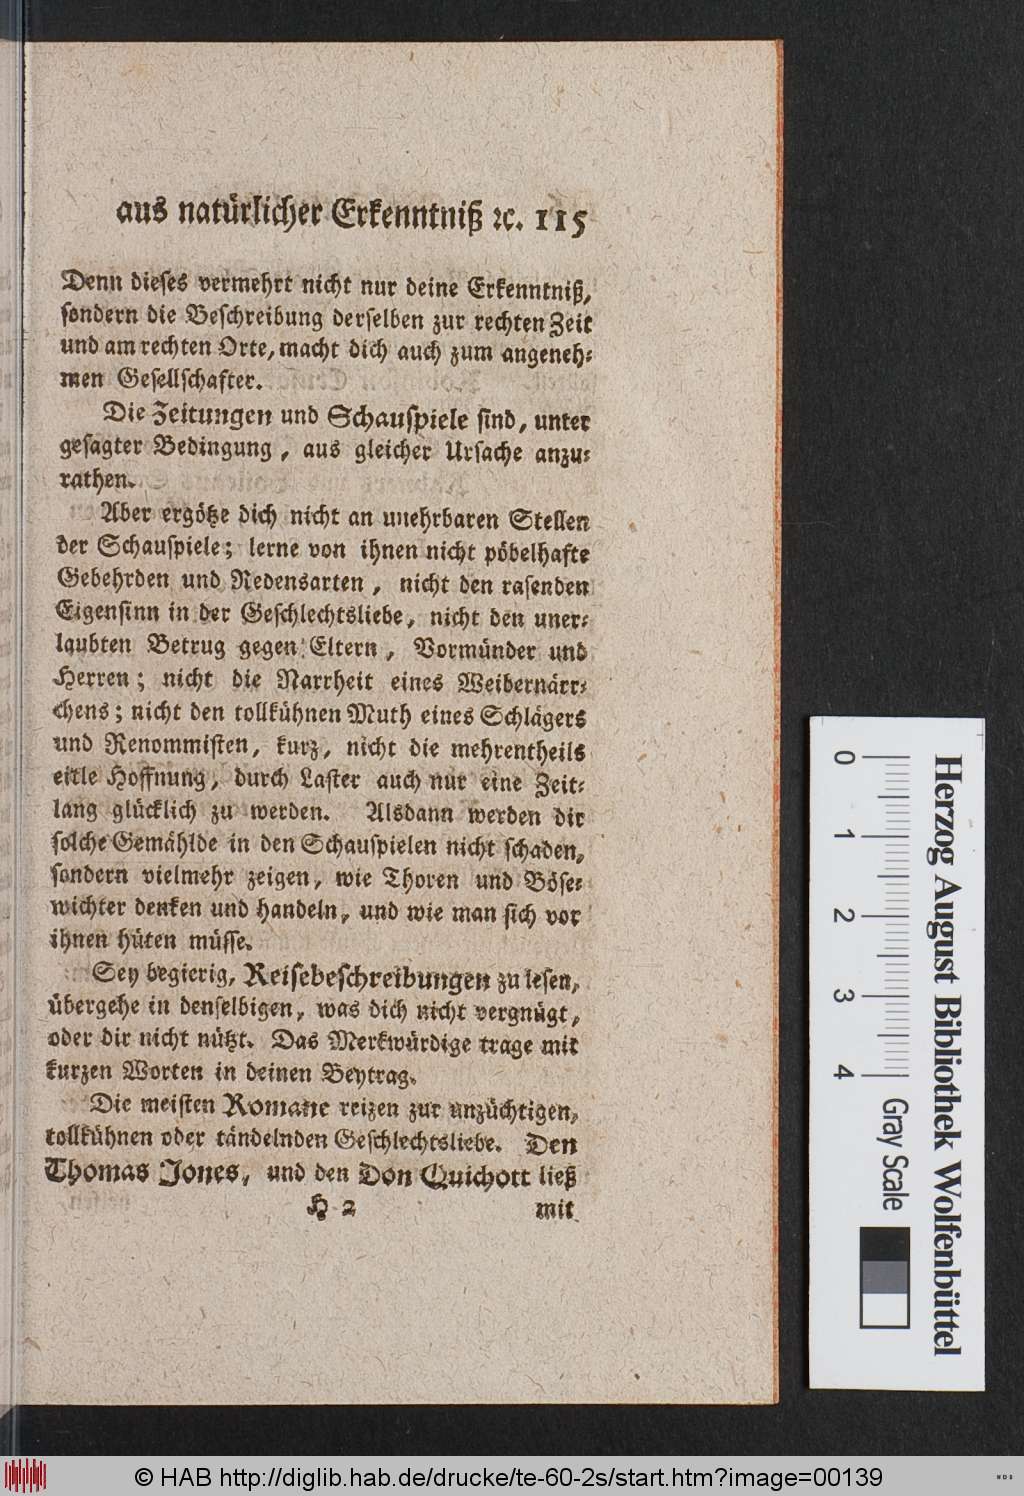 aus natürlicher Erkenntniß ꝛc. 115
Denn dieses vermehrt nicht nur deine Erkenntniß,
sondern die Beschreibung derselben zur rechten Zeit
und am rechten Orte, macht dich auch zum angeneh⸗
men Gesellschafter.
Die Zeitungen und Schauspiele sind, unter
gesagter Bedingung, aus gleicher Ursache anzu⸗
rathen.
Aber ergötze dich nicht an unehrbaren Stellen
der Schauspiele; lerne von ihnen nicht pöbelhafte
Gebehrden und Redensarten, nicht den rasenden
Eigensinn in der Geschlechtsliebe, nicht den uner⸗
laubten Betrug gegen Eltern, Vormünder und
Herren; nicht die Narrheit eines Weibernärr⸗
chens; nicht den tollkühnen Muth eines Schlägers
und Renommisten, kurz, nicht die mehrentheils
eitle Hoffnung, durch Laster auch nur eine Zeit⸗
lang glücklich zu werden. Alsdann werden dir
solche Gemählde in den Schauspielen nicht schaden,
sondern vielmehr zeigen, wie Thoren und Böse⸗
wichter denken und handeln, und wie man sich vor
ihnen hüten müsse.
Sey begierig, Reisebeschreibungen zu lesen,
übergehe in denselbigen, was dich nicht vergnügt,
oder dir nicht nützt. Das Merkwürdige trage mit
kurzen Worten in deinen Beytrag.
Die meisten Romane reizen zur unzüchtigen,
tollkühnen oder tändelnden Geschlechtsliebe. Den
Thomas Jones, und den Don Quichott ließ
H 2 mit
0 1 2 3 4
Gray Scale
Herzog August Bibliothek Wolfenbüttel
© HAB http://diglib.hab.de/drucke/te-60-2s/start.htm?image=00139